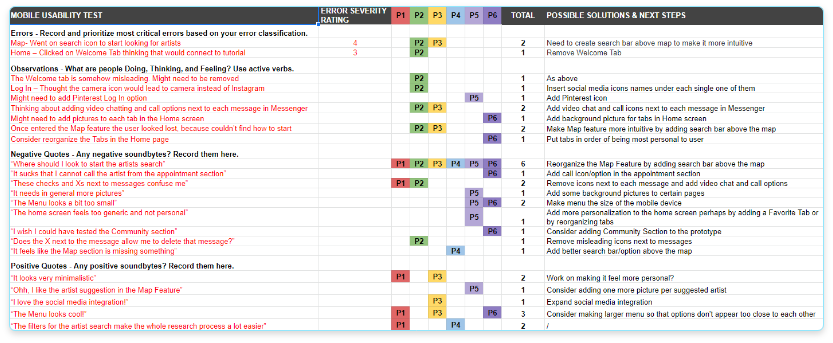 MOBILE USABILITY TEST ERROR SEVERITY RATING P1 P2 P3 P4 P5 P6 TOTAL POSSIBLE SOLUTIONS & NEXT STEPS
Errors - Record and prioritize most critical errors based on your error classification.
Map- Went on search icon to start looking for artists 4 P2 P3 2 Need to create search bar above map to make it more intuitive
Home – Clicked on Welcome Tab thinking that would connect to tutorial 3 P2 1 Remove Welcome Tab
Observations - What are people Doing, Thinking, and Feeling? Use active verbs.
The Welcome tab is somehow misleading. Might need to be removed P2 1 As above
Log In – Thought the camera icon would lead to camera instead of Instagram P2 1 Insert social media icons names under each single one of them
Might need to add Pinterest Log In option P5 1 Add Pinterest icon
Thinking about adding video chatting and call options next to each message in Messenger P2 P3 2 Add video chat and call icons next to each message in Messenger
Might need to add pictures to each tab in the Home screen P6 1 Add background picture for tabs in Home screen
Once entered the Map feature the user looked lost, because couldn't find how to start P2 P3 2 Make Map feature more intuitive by adding search bar above the map
Consider reorganize the Tabs in the Home page P6 1 Put tabs in order of being most personal to user
Negative Quotes - Any negative soundbytes? Record them here.
"Where should I look to start the artists search" P1 P2 P3 P4 P5 P6 6 Reorganize the Map Feature by adding search bar above the map
"It sucks that I cannot call the artist from the appointment section" P6 1 Add call icon/option in the appointment section
"These checks and Xs next to messages confuse me" P1 P2 2 Remove icons next to each message and add video chat and call options
"It needs in general more pictures" P5 1 Add some background pictures to certain pages
"The Menu looks a bit too small" P5 P6 2 Make menu the size of the mobile device
"The home screen feels too generic and not personal" P5 1 Add more personalization to the home screen perhaps by adding a Favorite Tab or
by reorganizing tabs
"I wish I could have tested the Community section" P6 1 Consider adding Community Section to the prototype
"Does the X next to the message allow me to delete that message?" P2 1 Remove misleading icons next to messages
"It feels like the Map section is missing something" P4 1 Add better search bar/option above the map
Positive Quotes - Any positive soundbytes? Record them here.
"It looks very minimalistic" P1 P3 2 Work on making it feel more personal?
"Ohh, I like the artist suggestion in the Map Feature" P5 1 Consider adding one more picture per suggested artist
"I love the social media integration!" P3 1 Expand social media integration
"The Menu looks cool!" P1 P3 P6 3 Consider making larger menu so that options don't appear too close to each other
"The filters for the artist search make the whole research process a lot easier" P1 P4 2 /